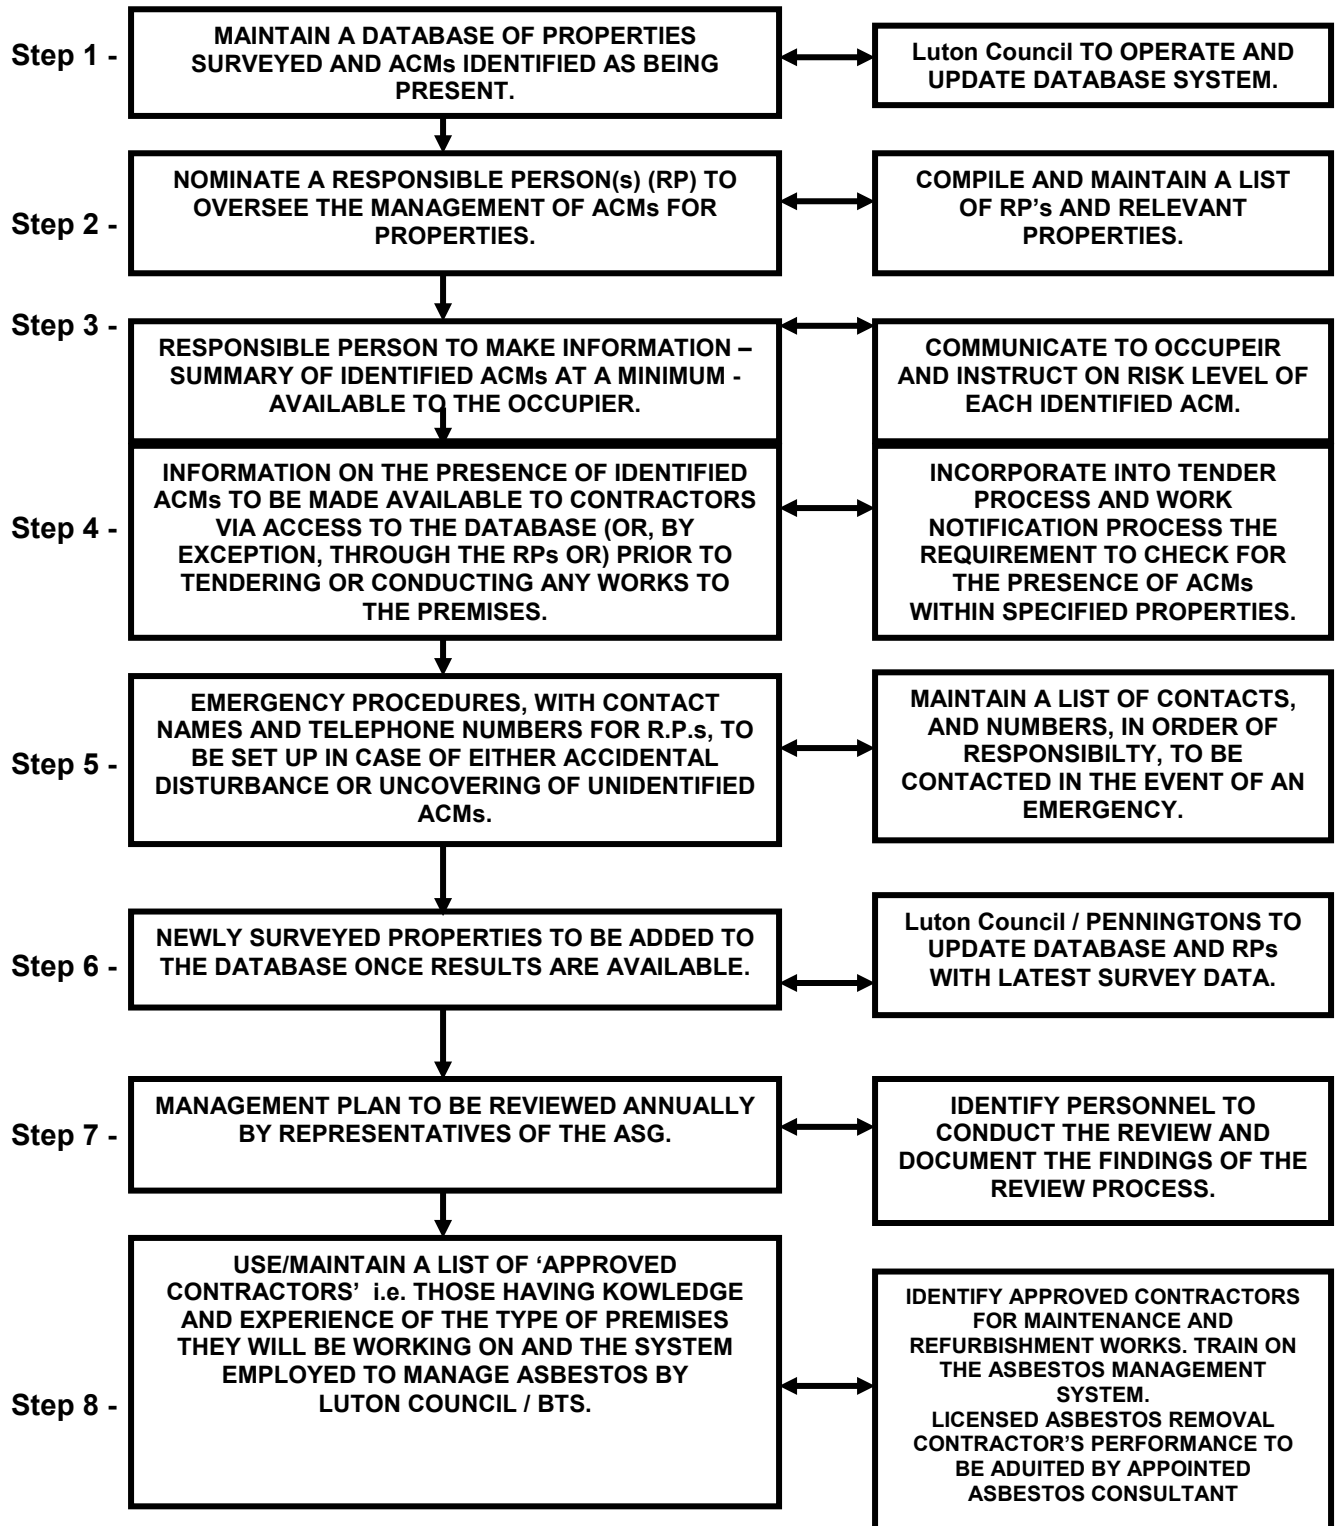 Step 1 -
MAINTAIN A DATABASE OF PROPERTIES
SURVEYED AND ACMs IDENTIFIED AS BEING
PRESENT.
Luton Council TO OPERATE AND
UPDATE DATABASE SYSTEM.
Step 2 -
NOMINATE A RESPONSIBLE PERSON(s) (RP) TO
OVERSEE THE MANAGEMENT OF ACMs FOR
PROPERTIES.
COMPILE AND MAINTAIN A LIST
OF RP’s AND RELEVANT
PROPERTIES.
Step 3 -
RESPONSIBLE PERSON TO MAKE INFORMATION –
SUMMARY OF IDENTIFIED ACMs AT A MINIMUM -
AVAILABLE TO THE OCCUPIER.
COMMUNICATE TO OCCUPEIR
AND INSTRUCT ON RISK LEVEL OF
EACH IDENTIFIED ACM.
Step 4 -
INFORMATION ON THE PRESENCE OF IDENTIFIED
ACMs TO BE MADE AVAILABLE TO CONTRACTORS
VIA ACCESS TO THE DATABASE (OR, BY
EXCEPTION, THROUGH THE RPs OR) PRIOR TO
TENDERING OR CONDUCTING ANY WORKS TO
THE PREMISES.
INCORPORATE INTO TENDER
PROCESS AND WORK
NOTIFICATION PROCESS THE
REQUIREMENT TO CHECK FOR
THE PRESENCE OF ACMs
WITHIN SPECIFIED PROPERTIES.
Step 5 -
EMERGENCY PROCEDURES, WITH CONTACT
NAMES AND TELEPHONE NUMBERS FOR R.P.s, TO
BE SET UP IN CASE OF EITHER ACCIDENTAL
DISTURBANCE OR UNCOVERING OF UNIDENTIFIED
ACMs.
MAINTAIN A LIST OF CONTACTS,
AND NUMBERS, IN ORDER OF
RESPONSIBILTY, TO BE
CONTACTED IN THE EVENT OF AN
EMERGENCY.
Step 6 -
NEWLY SURVEYED PROPERTIES TO BE ADDED TO
THE DATABASE ONCE RESULTS ARE AVAILABLE.
Luton Council / PENNINGTONS TO
UPDATE DATABASE AND RPs
WITH LATEST SURVEY DATA.
Step 7 -
MANAGEMENT PLAN TO BE REVIEWED ANNUALLY
BY REPRESENTATIVES OF THE ASG.
IDENTIFY PERSONNEL TO
CONDUCT THE REVIEW AND
DOCUMENT THE FINDINGS OF THE
REVIEW PROCESS.
Step 8 -
USE/MAINTAIN A LIST OF ‘APPROVED
CONTRACTORS’ i.e. THOSE HAVING KOWLEDGE
AND EXPERIENCE OF THE TYPE OF PREMISES
THEY WILL BE WORKING ON AND THE SYSTEM
EMPLOYED TO MANAGE ASBESTOS BY
LUTON COUNCIL / BTS.
IDENTIFY APPROVED CONTRACTORS
FOR MAINTENANCE AND
REFURBISHMENT WORKS. TRAIN ON
THE ASBESTOS MANAGEMENT
SYSTEM.
LICENSED ASBESTOS REMOVAL
CONTRACTOR’S PERFORMANCE TO
BE ADUITED BY APPOINTED
ASBESTOS CONSULTANT